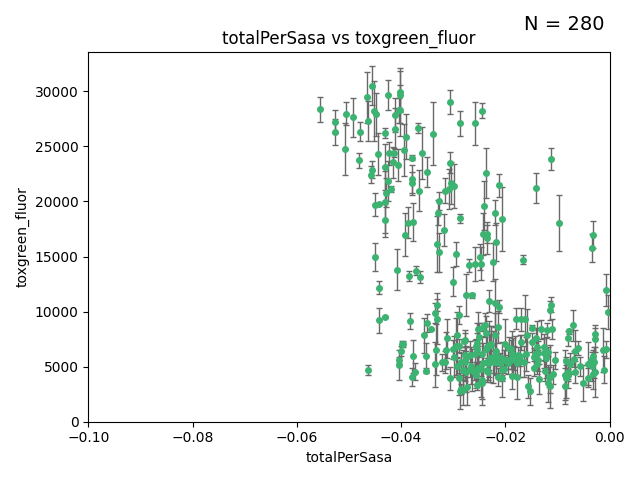 N = 280
totalPerSasa vs toxgreen_fluor
30000
25000
20000
15000
10000
5000
0
toxgreen_fluor
−0.10 −0.08 −0.06 −0.04 −0.02 0.00
totalPerSasa